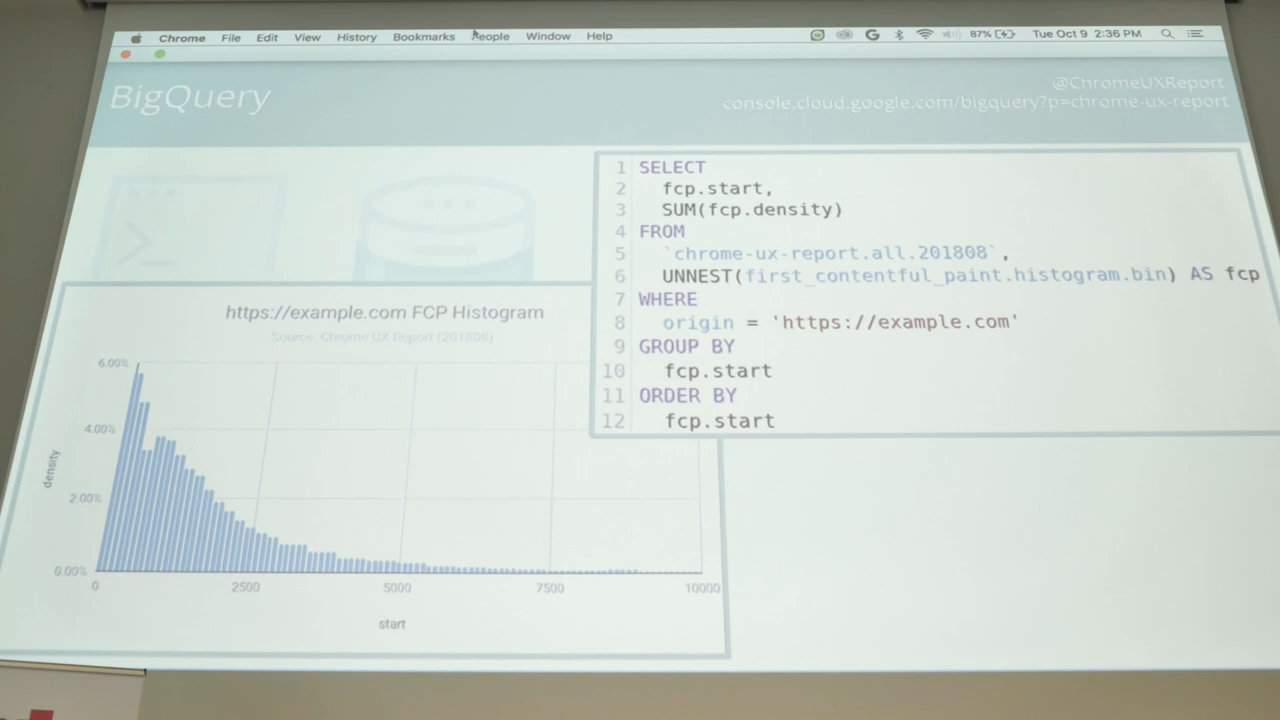 Chrome File Edit View History Bookmarks People Window Help 87% Tue Oct 9 2:36 PM
BigQuery
@ChromeUXReport
console.cloud.google.com/bigquery?p=chrome-ux-report
1 SELECT
2 fcp.start,
3 SUM(fcp.density)
4 FROM
5 `chrome-ux-report.all.201808`,
6 UNNEST(first_contentful_paint.histogram.bin) AS fcp
7 WHERE
8 origin = 'https://example.com'
9 GROUP BY
10 fcp.start
11 ORDER BY
12 fcp.start
https://example.com FCP Histogram
Source: Chrome UX Report (201808)
6.00%
4.00%
2.00%
0.00%
density
0 2500 5000 7500 10000
start